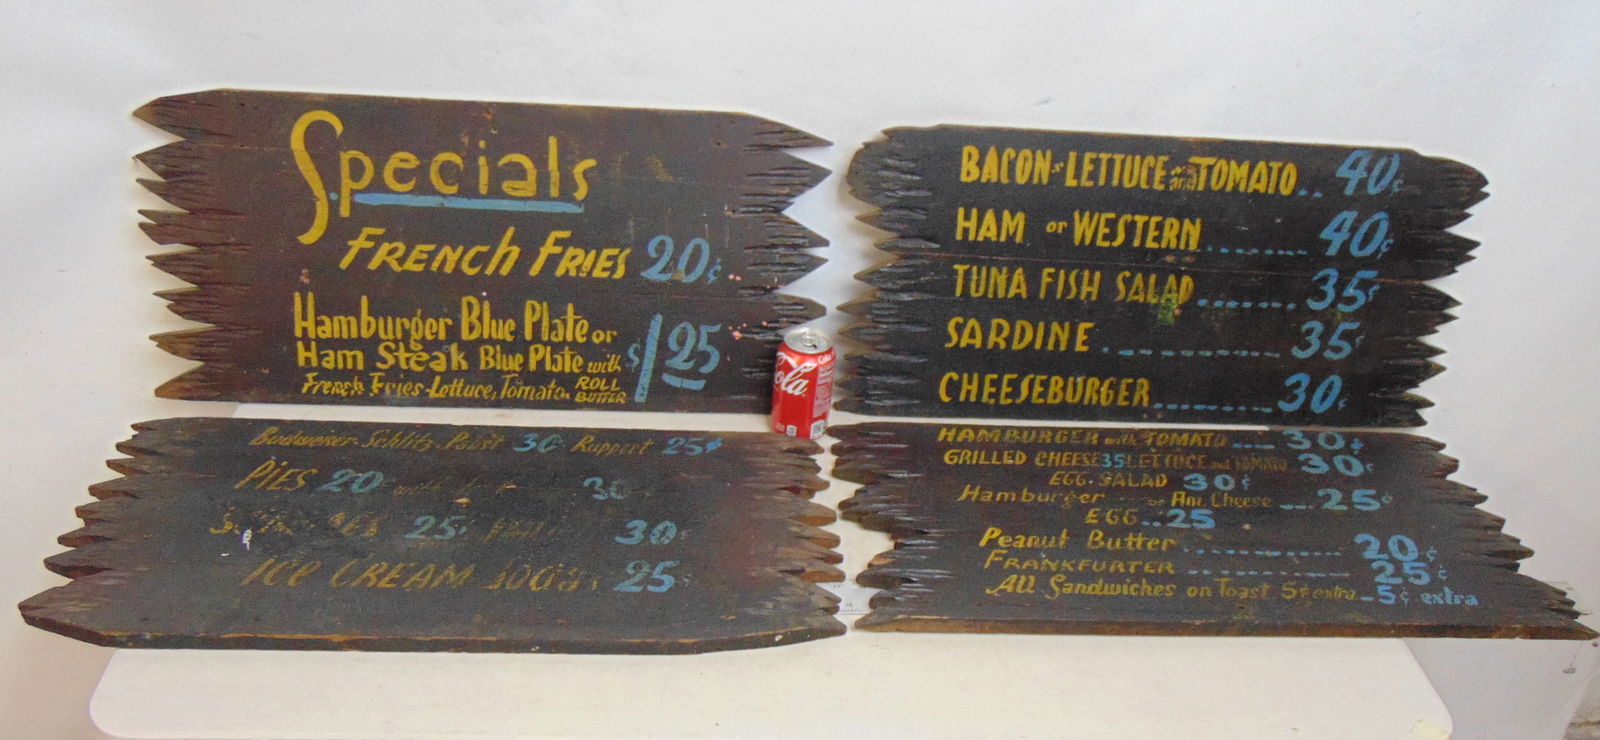 Specials
FRENCH FRIES 20¢
Hamburger Blue Plate or
Ham Steak Blue Plate with
French Fries-Lettuce, Tomato. ROLL BUTTER
$1.25
BACON-LETTUCE and TOMATO.. 40¢
HAM or WESTERN........ 40¢
TUNA FISH SALAD........ 35¢
SARDINE ............ 35¢
CHEESEBURGER......... 30¢
Budweiser-Schlitz-Pabst 30¢ Ruppert 25¢
PIES 20 with 30
25¢ 30¢
ICE CREAM SODAS 25¢
HAMBURGER with TOMATO .... 30¢
GRILLED CHEESE 35 LETTUCE and TOMATO 30¢
EGG SALAD 30¢
Hamburger or Am. Cheese ... 25¢
EGG..25
Peanut Butter ............ 20¢
FRANKFURTER ............ 25¢
All Sandwiches on Toast 5¢ extra - 5¢ extra
Cola